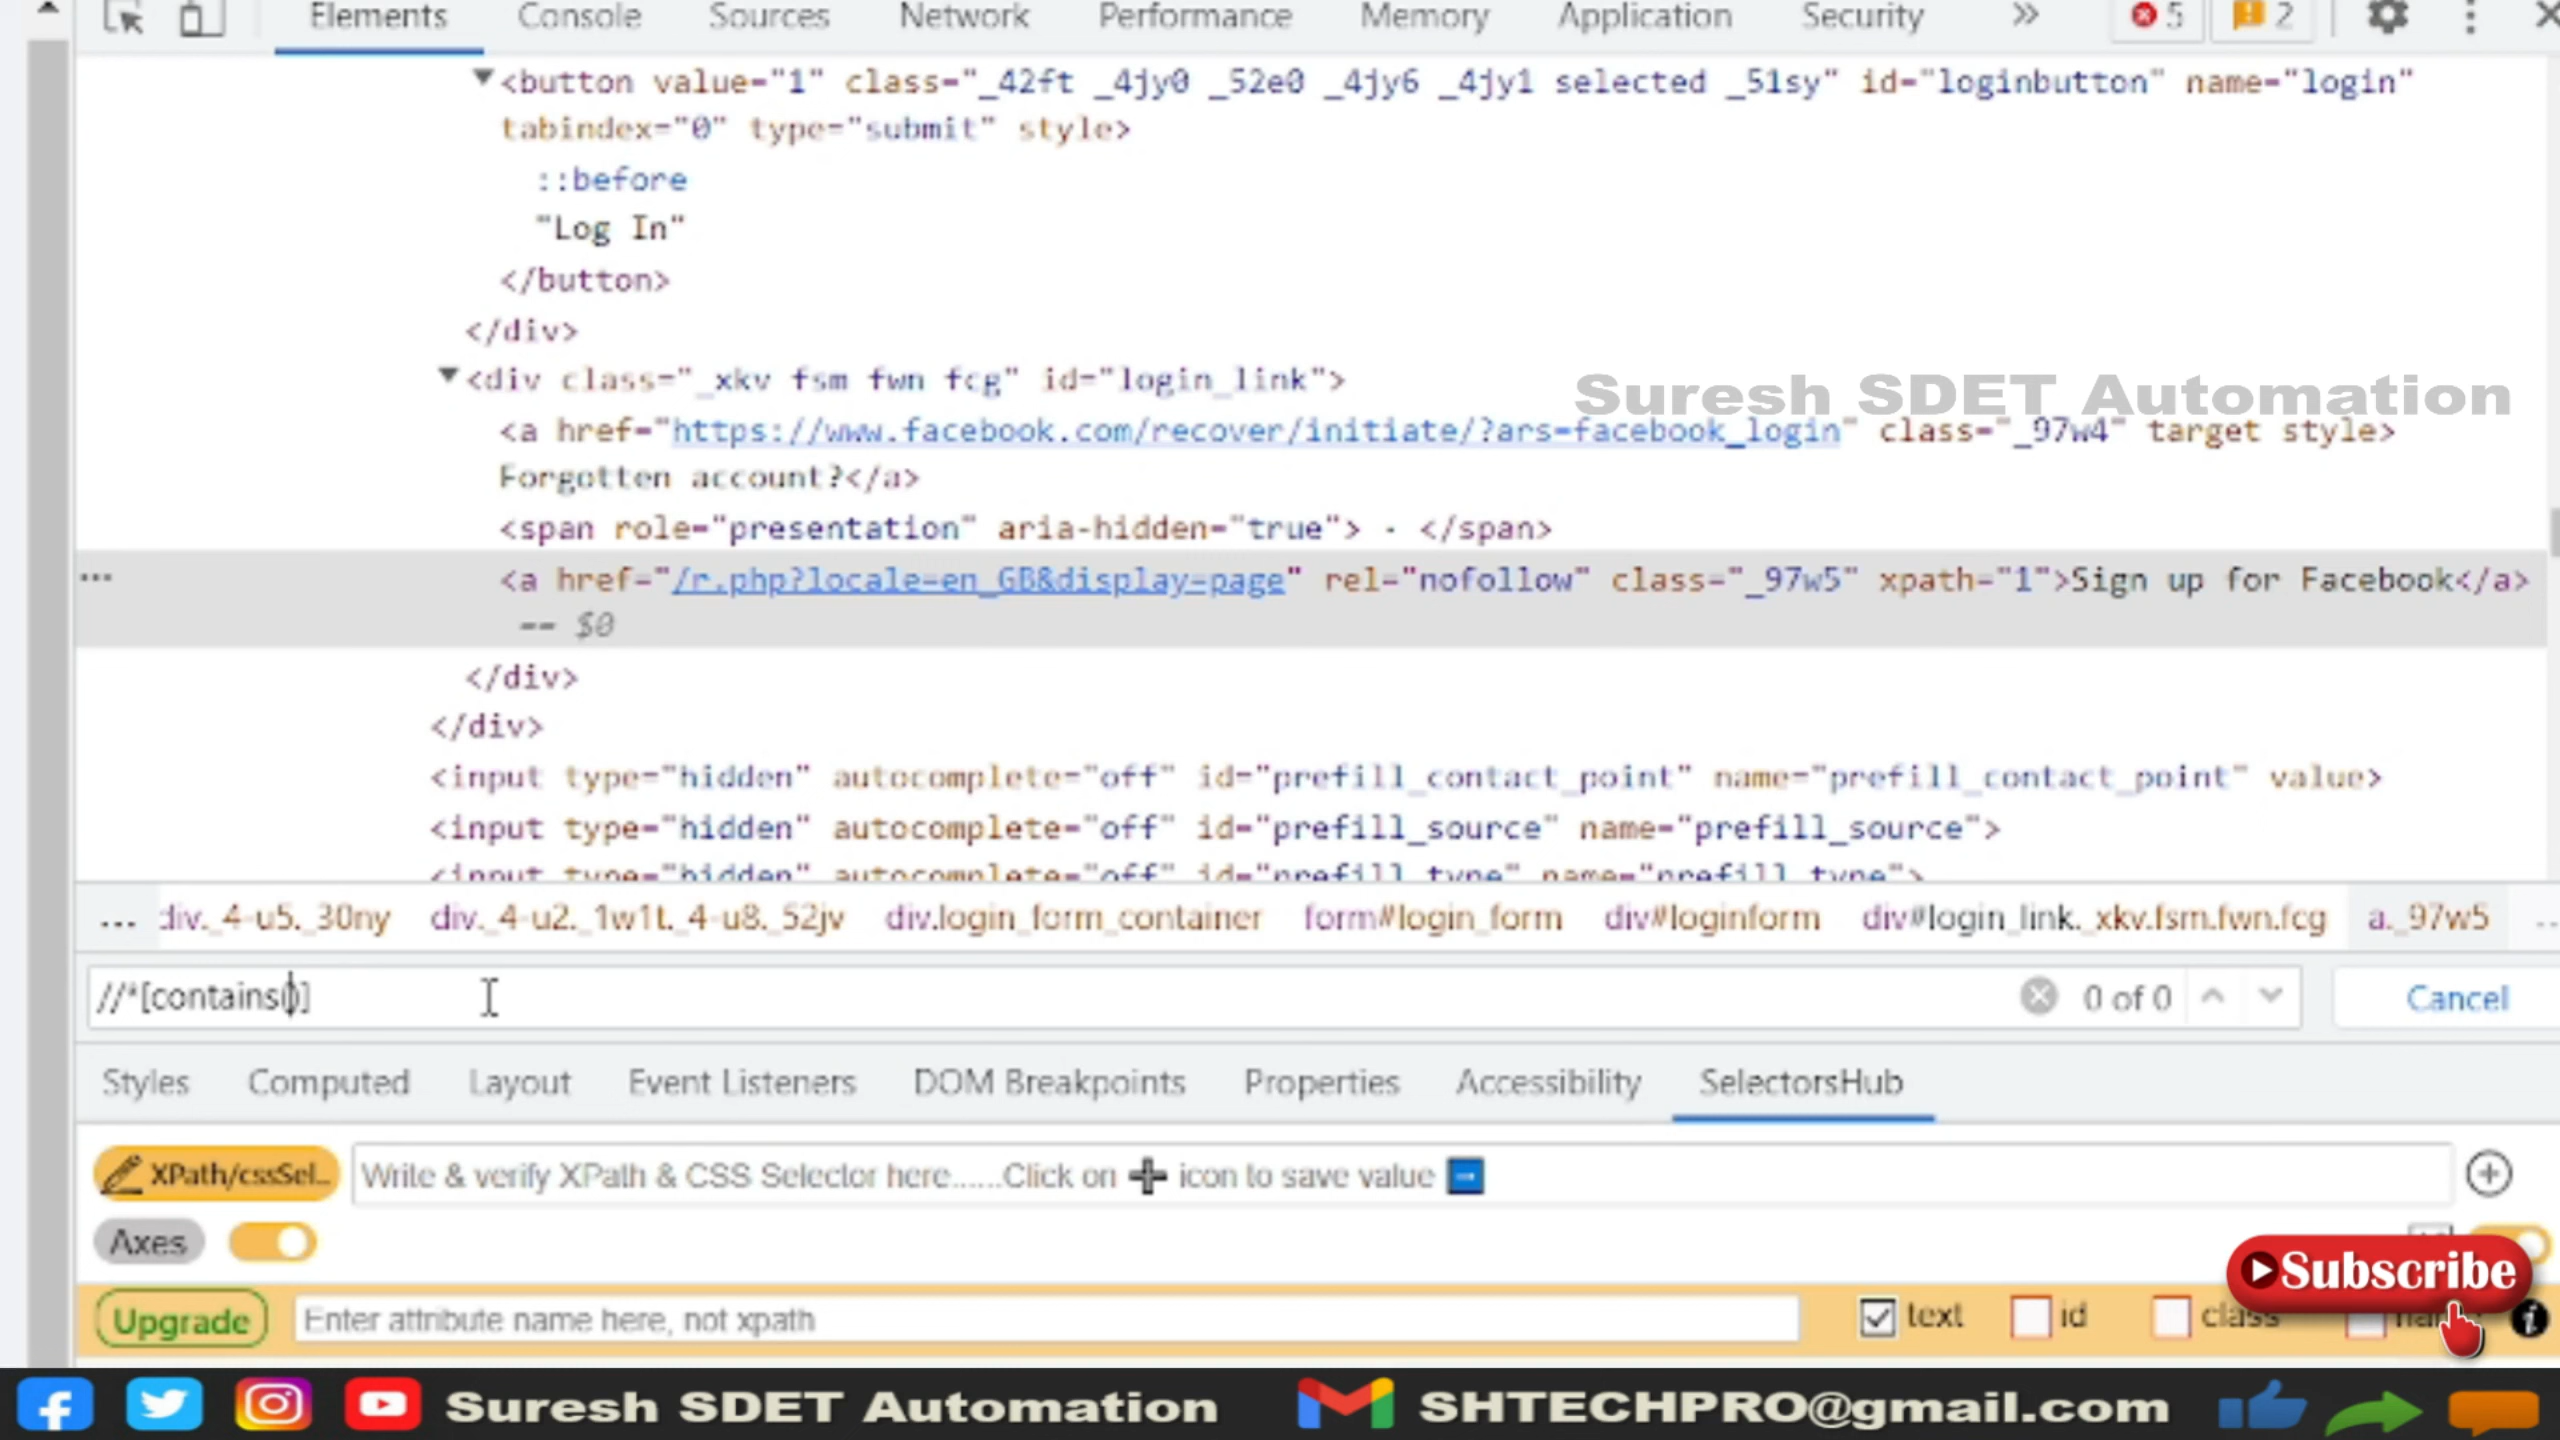 Elements Console Sources Network Performance Memory Application Security » 5 2
<button value="1" class="_42ft _4jy0 _52e0 _4jy6 _4jy1 selected _51sy" id="loginbutton" name="login"
tabindex="0" type="submit" style>
::before
"Log In"
</button>
</div>
<div class="_xkv fsm fwn fcg" id="login_link">
Suresh SDET Automation
<a href="https://www.facebook.com/recover/initiate/?ars=facebook_login" class="_97w4" target style>
Forgotten account?</a>
<span role="presentation" aria-hidden="true"> · </span>
... <a href="/r.php?locale=en_GB&display=page" rel="nofollow" class="_97w5" xpath="1">Sign up for Facebook</a>
== $0
</div>
</div>
<input type="hidden" autocomplete="off" id="prefill_contact_point" name="prefill_contact_point" value>
<input type="hidden" autocomplete="off" id="prefill_source" name="prefill_source">
<input type="hidden" autocomplete="off" id="prefill_type" name="prefill_type">
... div._4-u5._30ny div._4-u2._1w1t._4-u8._52jv div.login_form_container form#login_form div#loginform div#login_link._xkv.fsm.fwn.fcg a._97w5 ...
//*[contains()] 0 of 0 Cancel
Styles Computed Layout Event Listeners DOM Breakpoints Properties Accessibility SelectorsHub
XPath/cssSel... Write & verify XPath & CSS Selector here......Click on ➕ icon to save value
Axes
Subscribe
Upgrade Enter attribute name here, not xpath text id class
Suresh SDET Automation SHTECHPRO@gmail.com